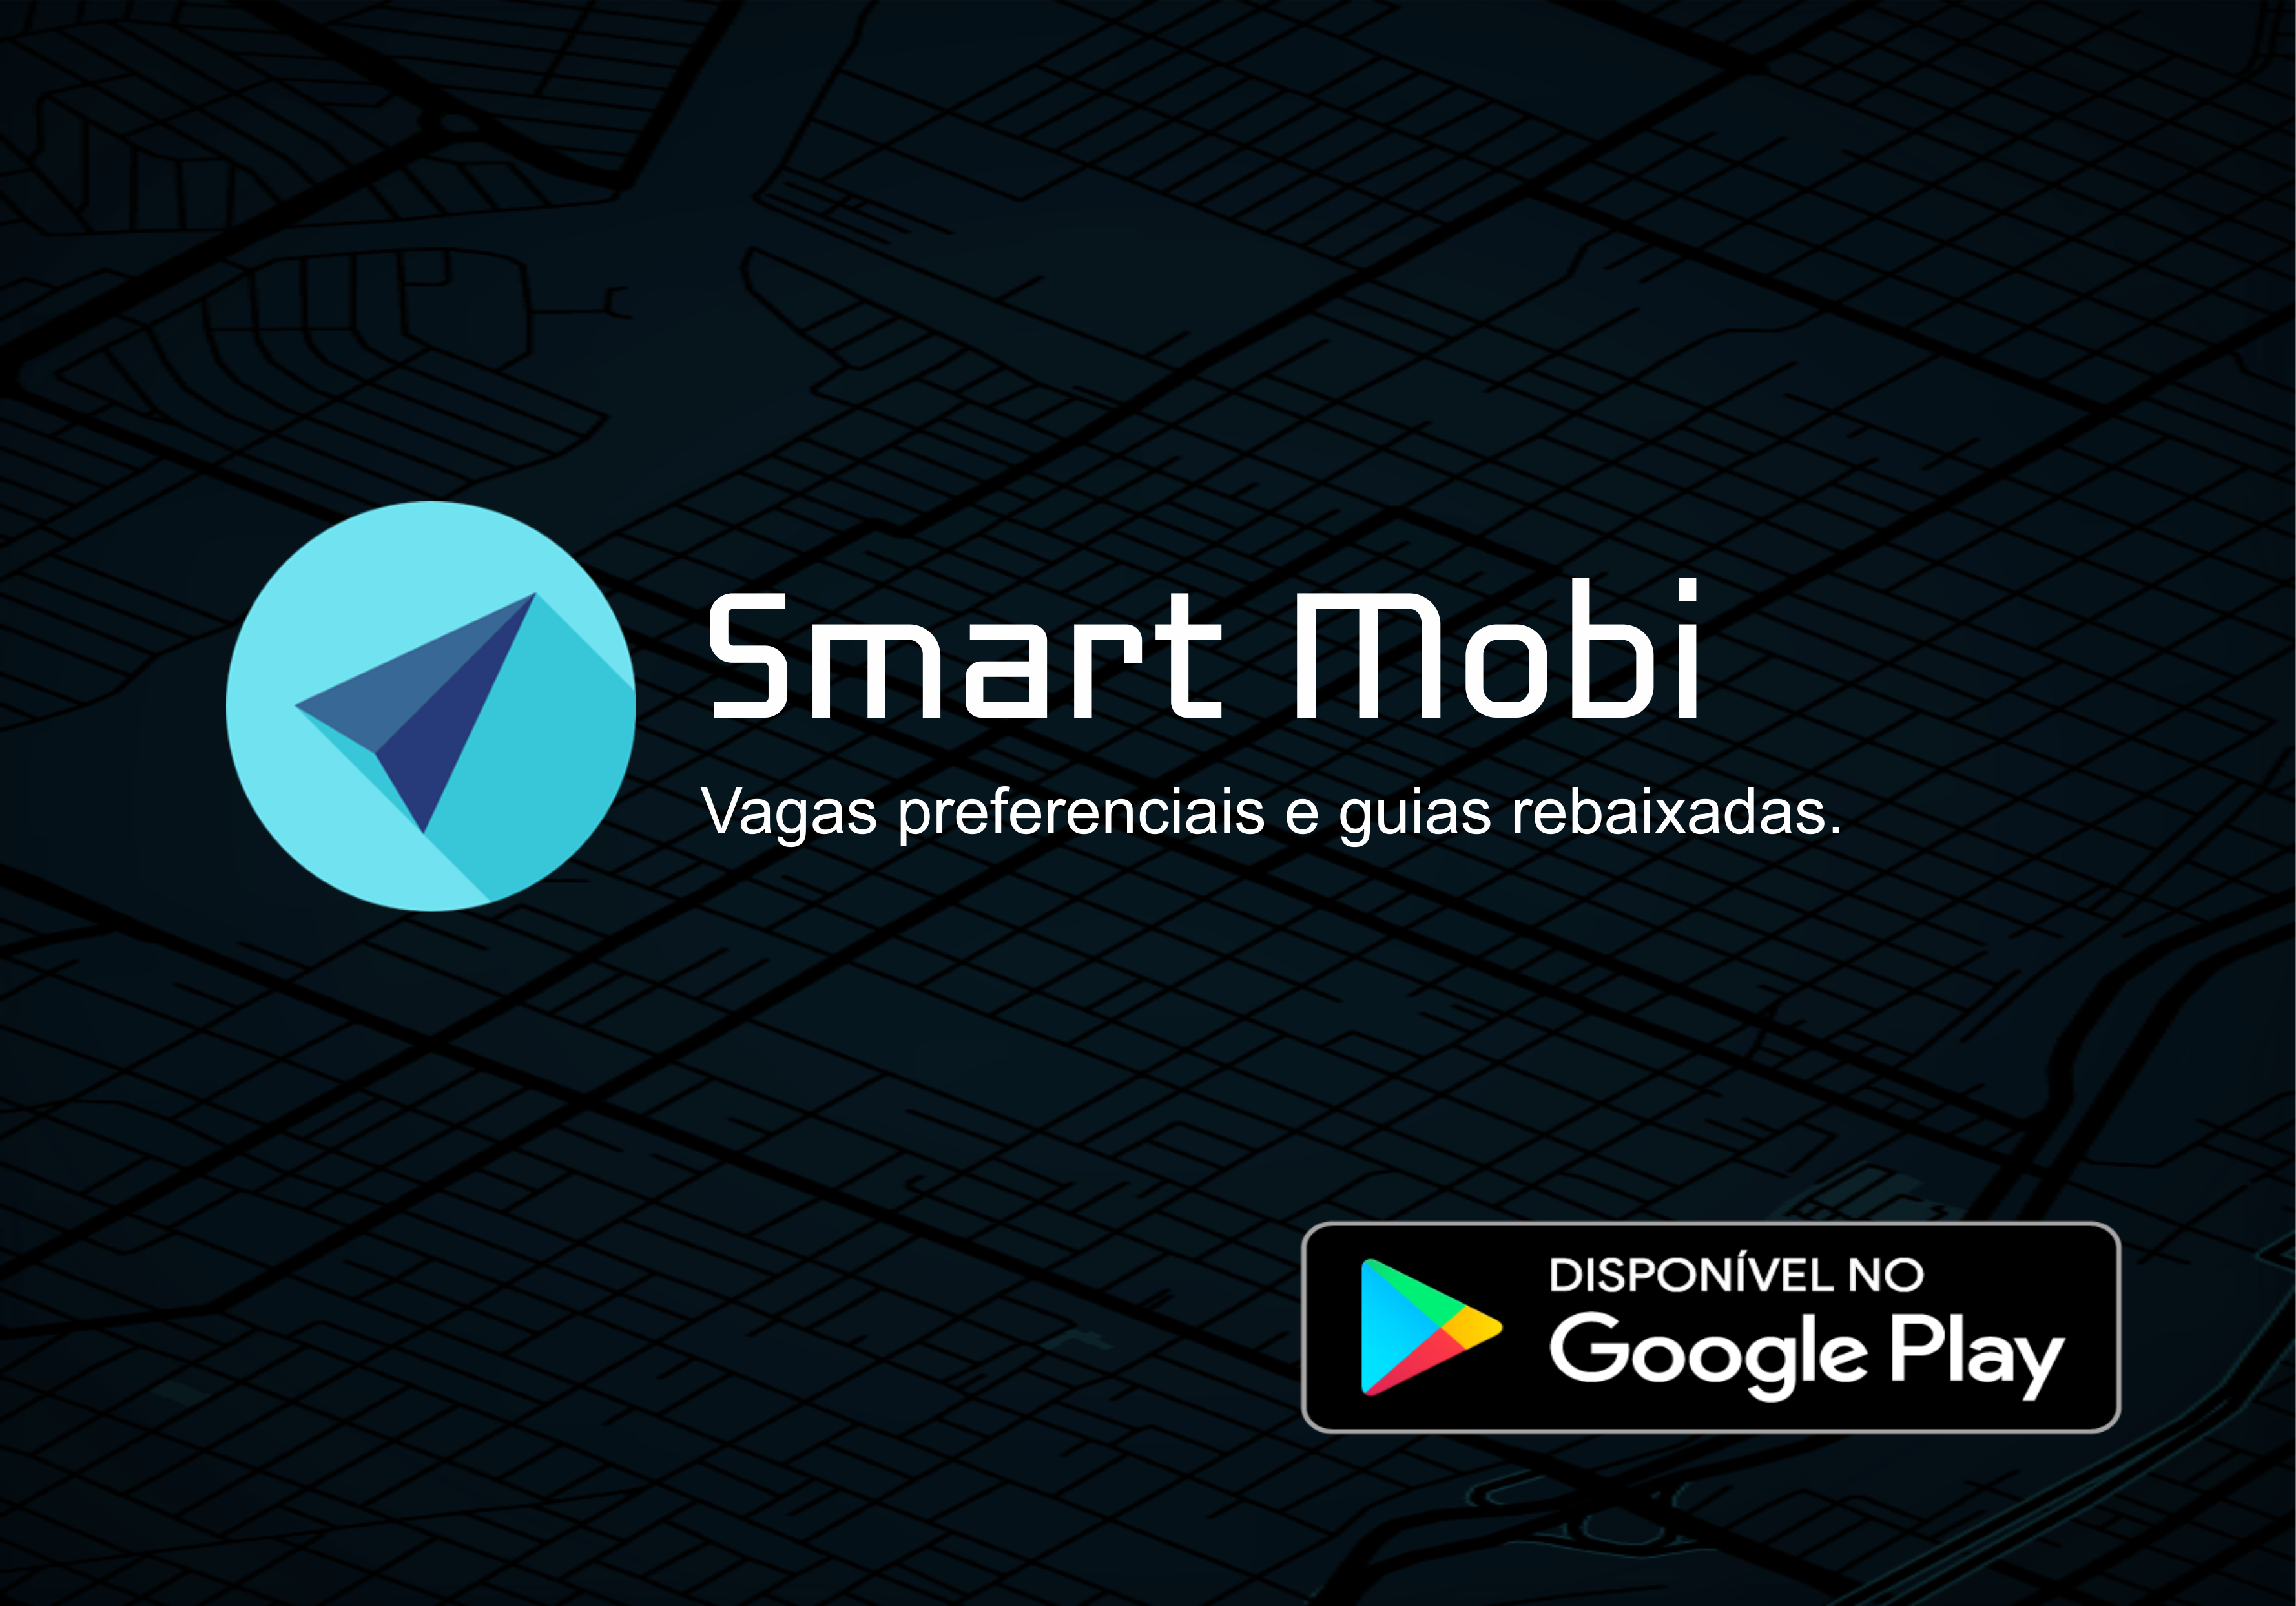 Smart Mobi
Vagas preferenciais e guias rebaixadas.
DISPONÍVEL NO
Google Play